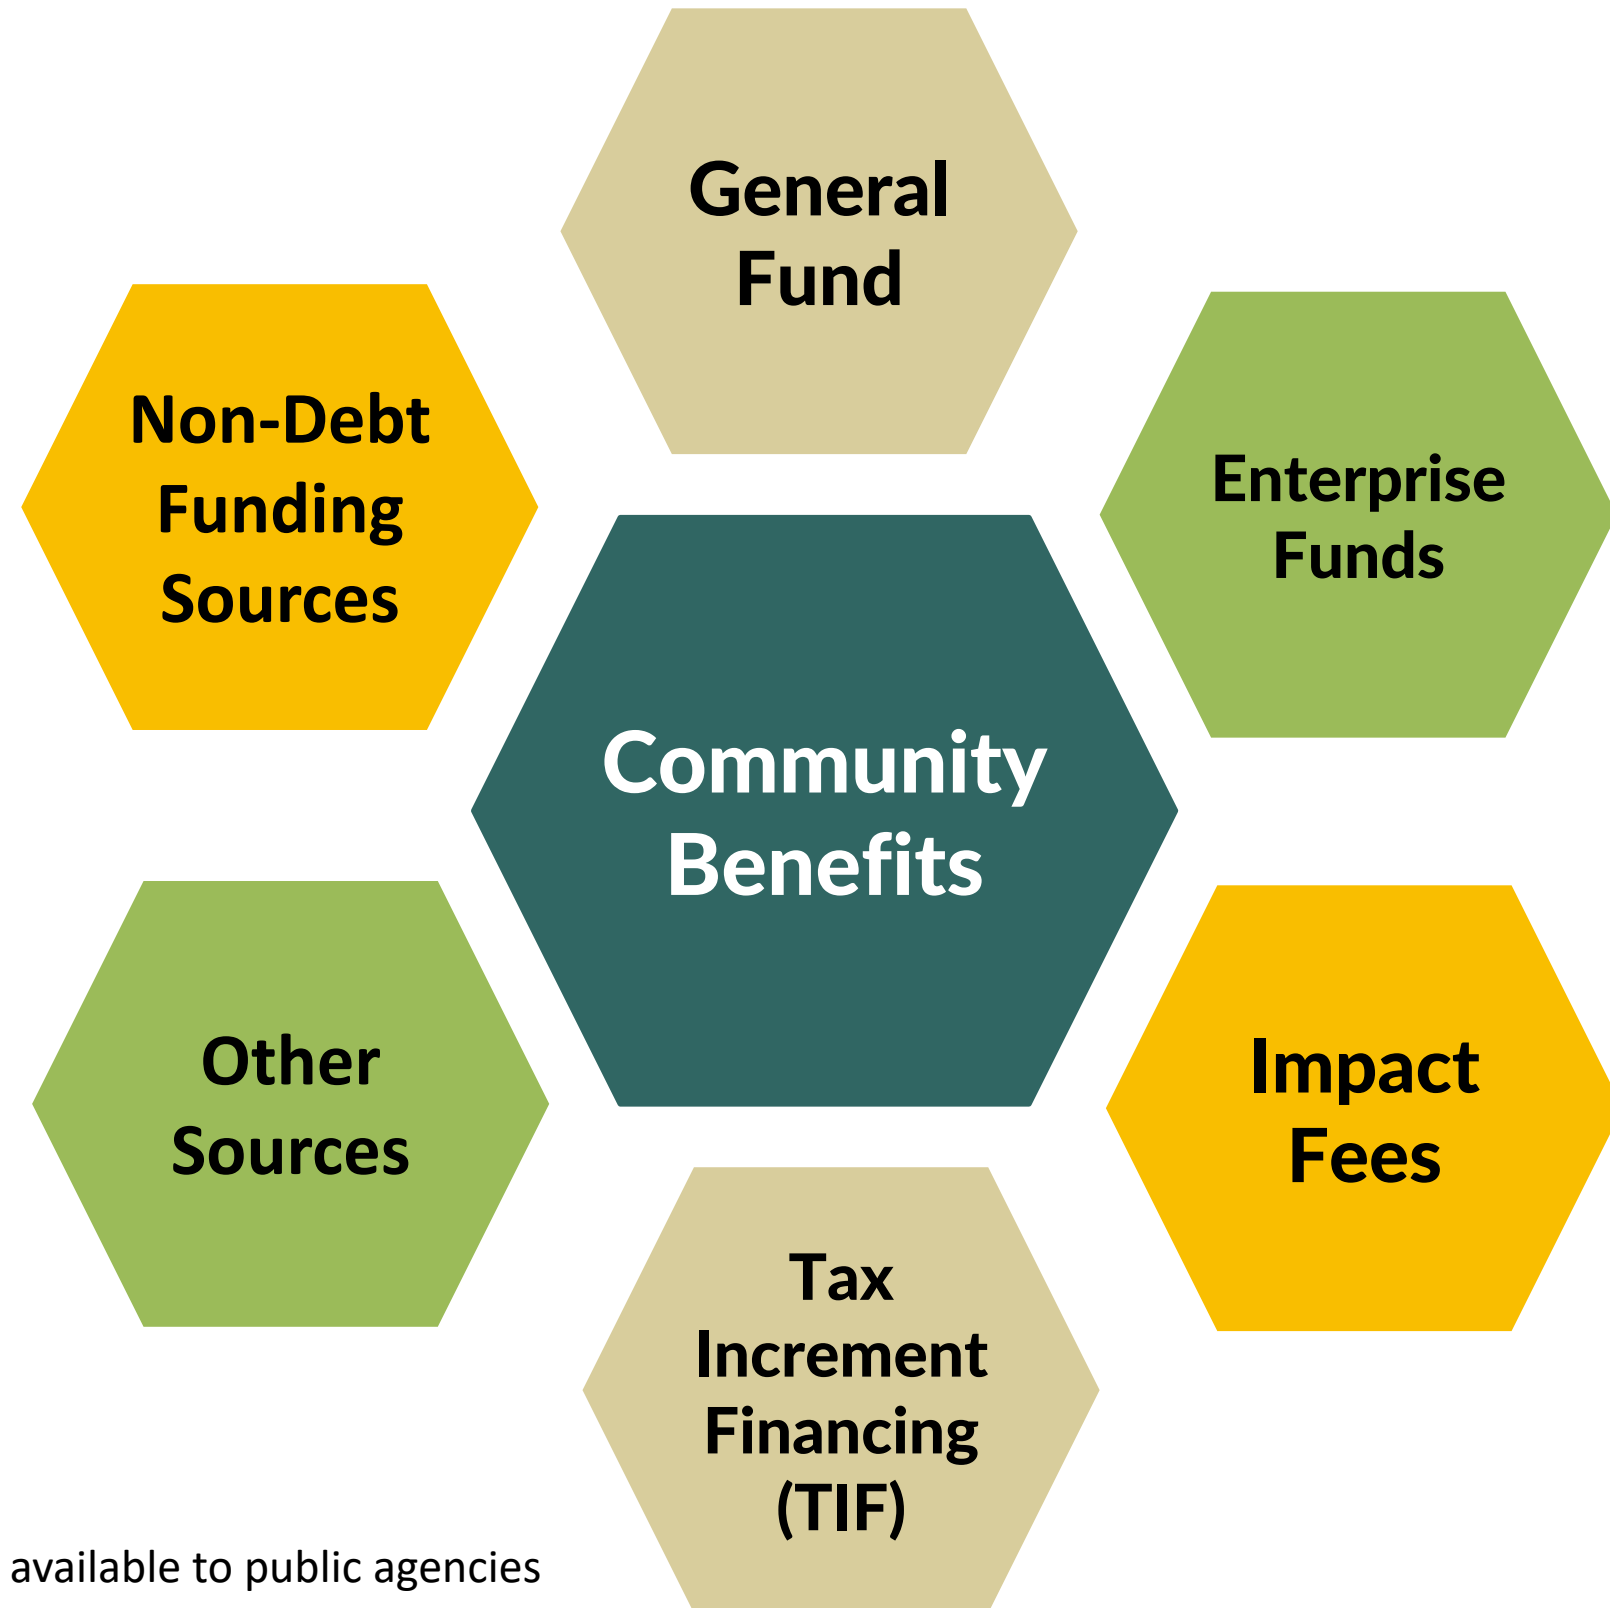 General
Fund
Non-Debt
Funding
Sources
Enterprise
Funds
Community
Benefits
Other
Sources
Impact
Fees
Tax
Increment
Financing
(TIF)
available to public agencies